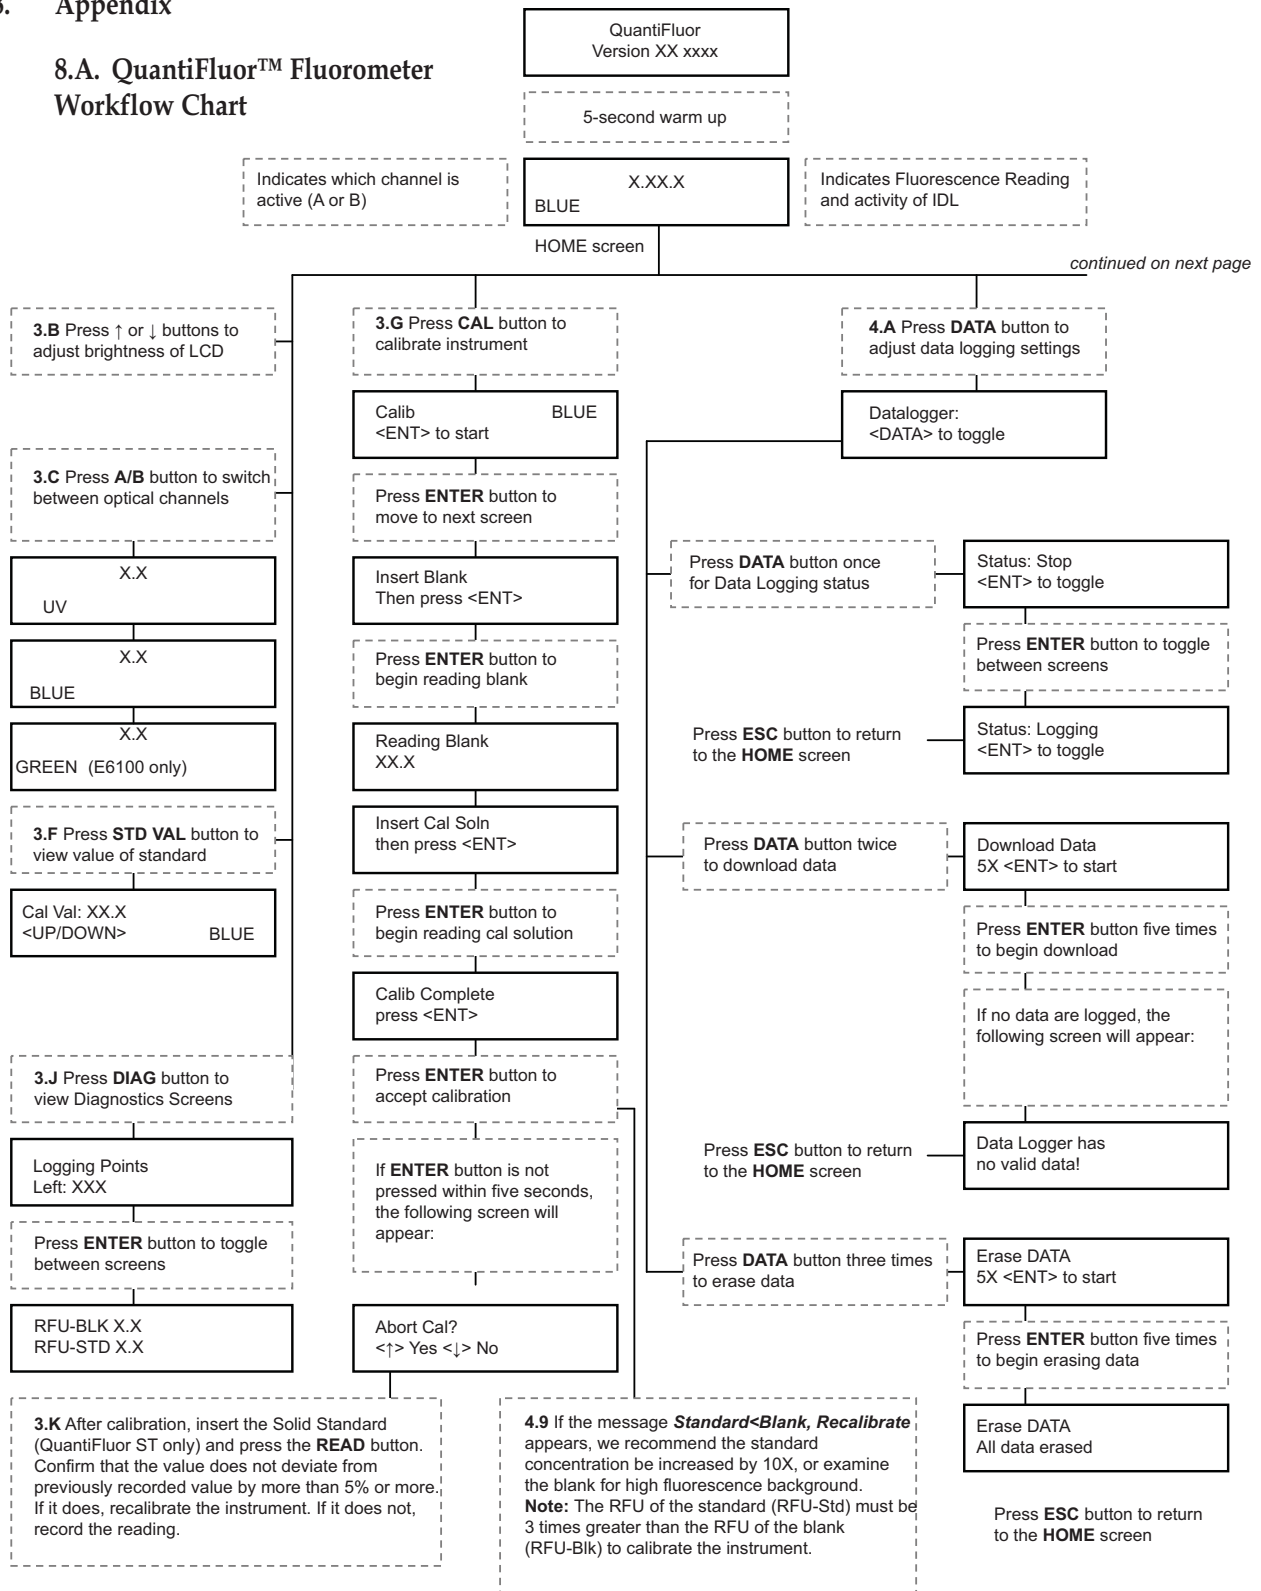 Appendix
8.A. QuantiFluor™ Fluorometer
Workflow Chart
QuantiFluor
Version XX xxxx
5-second warm up
Indicates which channel is
active (A or B)
X.XX.X
BLUE
Indicates Fluorescence Reading
and activity of IDL
HOME screen
continued on next page
3.B Press ↑ or ↓ buttons to
adjust brightness of LCD
3.C Press A/B button to switch
between optical channels
X.X
UV
X.X
BLUE
X.X
GREEN (E6100 only)
3.F Press STD VAL button to
view value of standard
Cal Val: XX.X
<UP/DOWN> BLUE
3.J Press DIAG button to
view Diagnostics Screens
Logging Points
Left: XXX
Press ENTER button to toggle
between screens
RFU-BLK X.X
RFU-STD X.X
3.G Press CAL button to
calibrate instrument
Calib BLUE
<ENT> to start
Press ENTER button to
move to next screen
Insert Blank
Then press <ENT>
Press ENTER button to
begin reading blank
Reading Blank
XX.X
Insert Cal Soln
then press <ENT>
Press ENTER button to
begin reading cal solution
Calib Complete
press <ENT>
Press ENTER button to
accept calibration
If ENTER button is not
pressed within five seconds,
the following screen will
appear:
Abort Cal?
<↑> Yes <↓> No
3.K After calibration, insert the Solid Standard
(QuantiFluor ST only) and press the READ button.
Confirm that the value does not deviate from
previously recorded value by more than 5% or more.
If it does, recalibrate the instrument. If it does not,
record the reading.
4.9 If the message Standard<Blank, Recalibrate
appears, we recommend the standard
concentration be increased by 10X, or examine
the blank for high fluorescence background.
Note: The RFU of the standard (RFU-Std) must be
3 times greater than the RFU of the blank
(RFU-Blk) to calibrate the instrument.
4.A Press DATA button to
adjust data logging settings
Datalogger:
<DATA> to toggle
Press DATA button once
for Data Logging status
Status: Stop
<ENT> to toggle
Press ENTER button to toggle
between screens
Status: Logging
<ENT> to toggle
Press ESC button to return
to the HOME screen
Press DATA button twice
to download data
Download Data
5X <ENT> to start
Press ENTER button five times
to begin download
If no data are logged, the
following screen will appear:
Data Logger has
no valid data!
Press ESC button to return
to the HOME screen
Press DATA button three times
to erase data
Erase DATA
5X <ENT> to start
Press ENTER button five times
to begin erasing data
Erase DATA
All data erased
Press ESC button to return
to the HOME screen